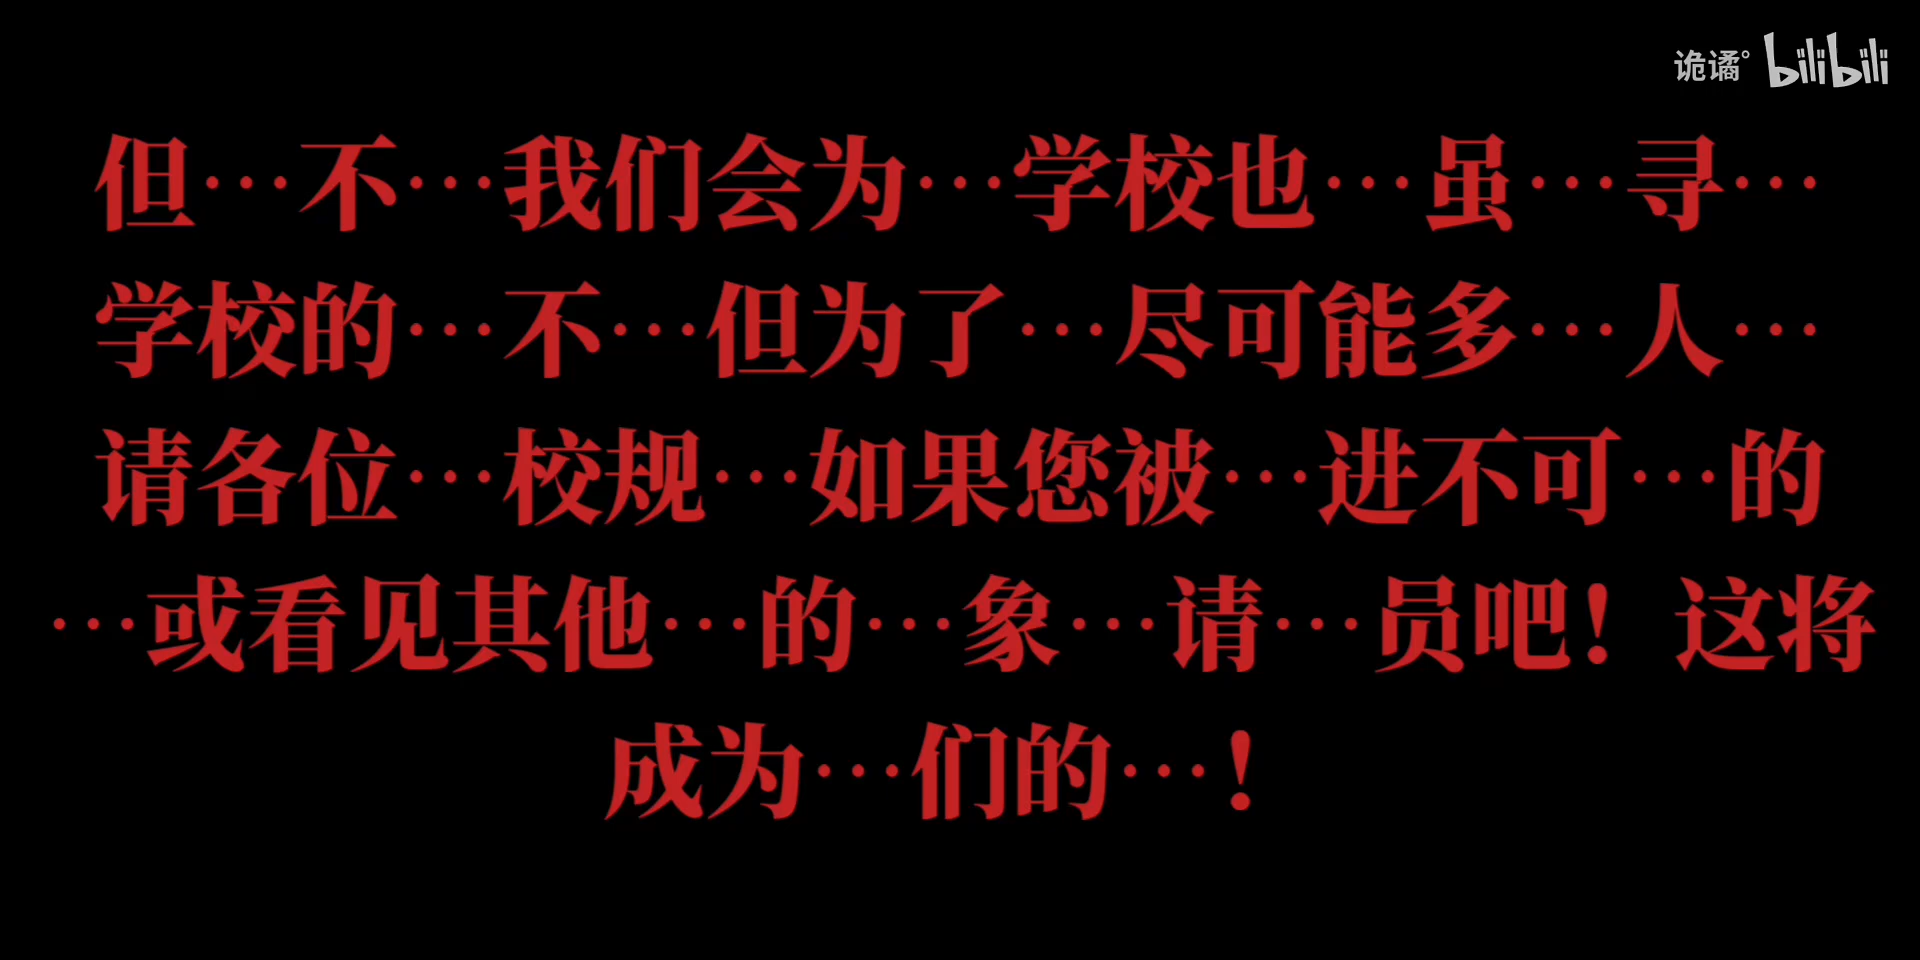 诡谲° bilibili
但…不…我们会为…学校也…虽…寻…
学校的…不…但为了…尽可能多…人…
请各位…校规…如果您被…进不可…的
…或看见其他…的…象…请…员吧！这将
成为…们的…！